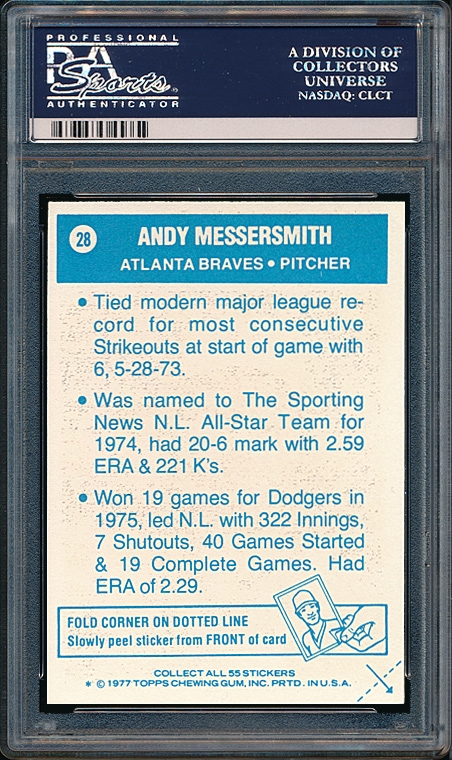 PROFESSIONAL
PSA
Sports
AUTHENTICATOR
A DIVISION OF
COLLECTORS
UNIVERSE
NASDAQ: CLCT
28
ANDY MESSERSMITH
ATLANTA BRAVES • PITCHER
• Tied modern major league re-
cord for most consecutive
Strikeouts at start of game with
6, 5-28-73.
• Was named to The Sporting
News N.L. All-Star Team for
1974, had 20-6 mark with 2.59
ERA & 221 K's.
• Won 19 games for Dodgers in
1975, led N.L. with 322 Innings,
7 Shutouts, 40 Games Started
& 19 Complete Games. Had
ERA of 2.29.
FOLD CORNER ON DOTTED LINE
Slowly peel sticker from FRONT of card
COLLECT ALL 55 STICKERS
* © 1977 TOPPS CHEWING GUM, INC. PRTD. IN U.S.A.